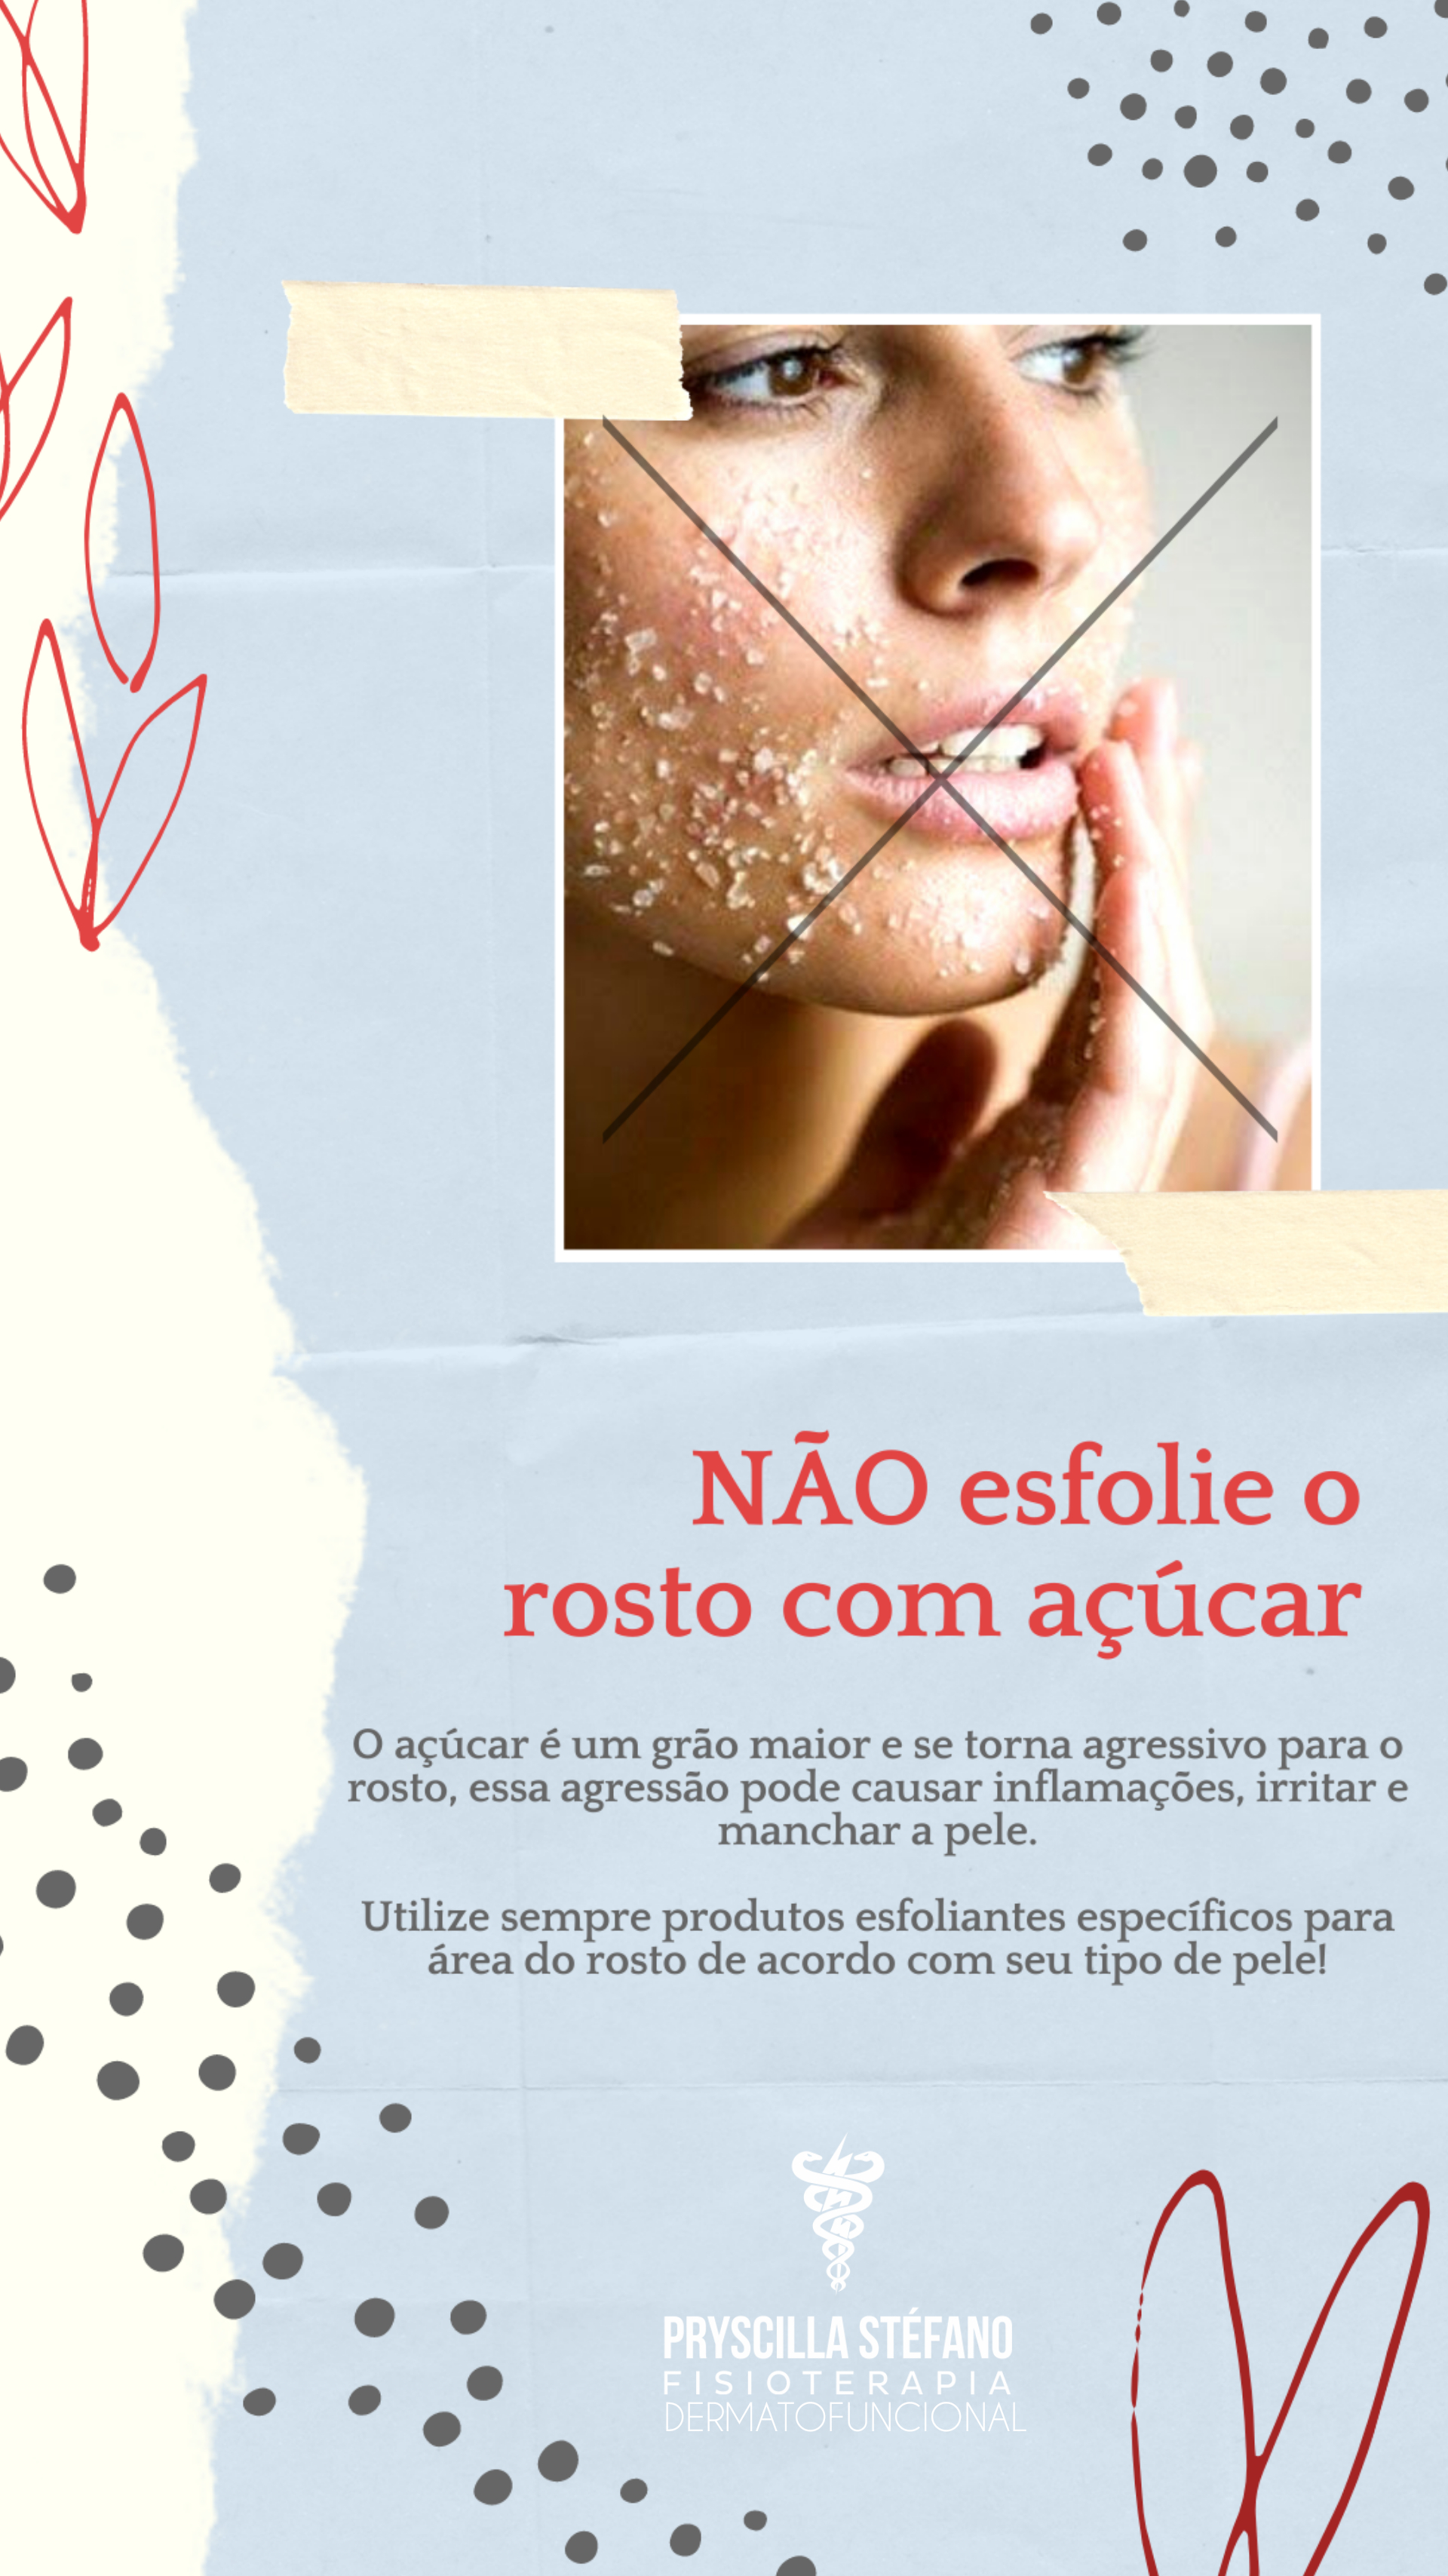 NÃO esfolie o
rosto com açúcar
O açúcar é um grão maior e se torna agressivo para o
rosto, essa agressão pode causar inflamações, irritar e
manchar a pele.
Utilize sempre produtos esfoliantes específicos para
área do rosto de acordo com seu tipo de pele!
PRYSCILLA STÉFANO
FISIOTERAPIA
DERMATOFUNCIONAL